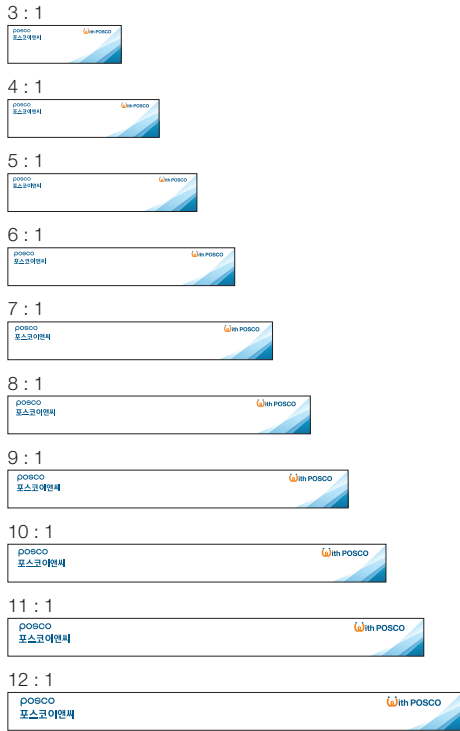 3 : 1
posco
포스코이앤씨
With POSCO
4 : 1
posco
포스코이앤씨
With POSCO
5 : 1
posco
포스코이앤씨
With POSCO
6 : 1
posco
포스코이앤씨
With POSCO
7 : 1
posco
포스코이앤씨
With POSCO
8 : 1
posco
포스코이앤씨
With POSCO
9 : 1
posco
포스코이앤씨
With POSCO
10 : 1
posco
포스코이앤씨
With POSCO
11 : 1
posco
포스코이앤씨
With POSCO
12 : 1
posco
포스코이앤씨
With POSCO